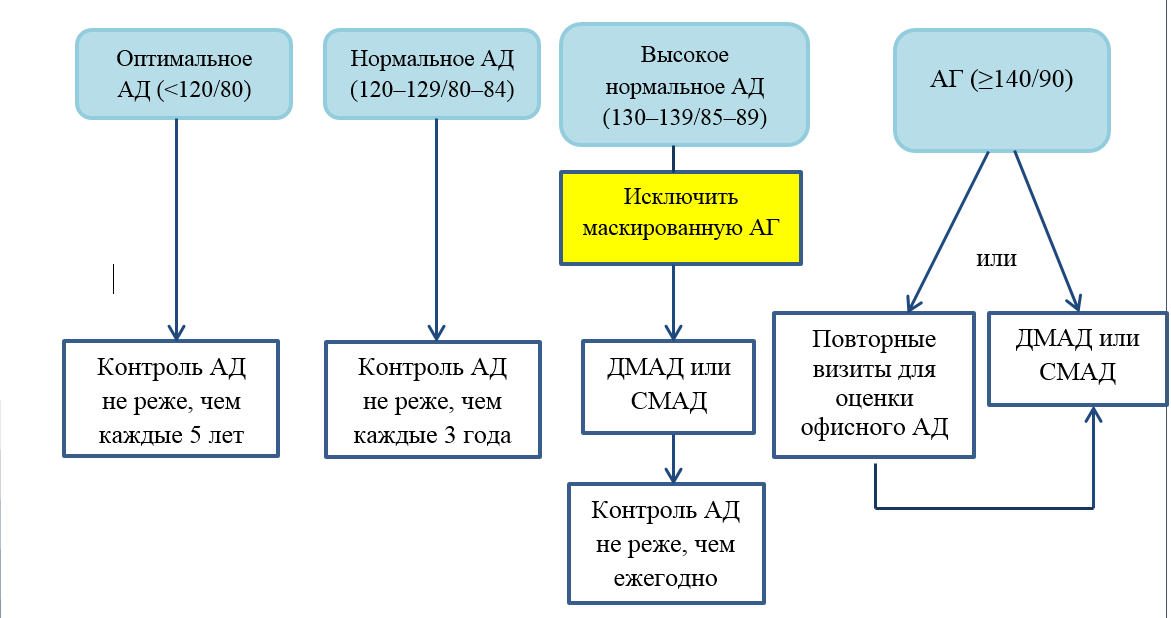 Оптимальное
АД (<120/80)
Нормальное АД
(120–129/80–84)
Высокое
нормальное АД
(130–139/85–89)
АГ (≥140/90)
Исключить
маскированную АГ
или
Контроль АД
не реже, чем
каждые 5 лет
Контроль АД
не реже, чем
каждые 3 года
ДМАД или
СМАД
Повторные
визиты для
оценки
офисного АД
ДМАД или
СМАД
Контроль АД
не реже, чем
ежегодно